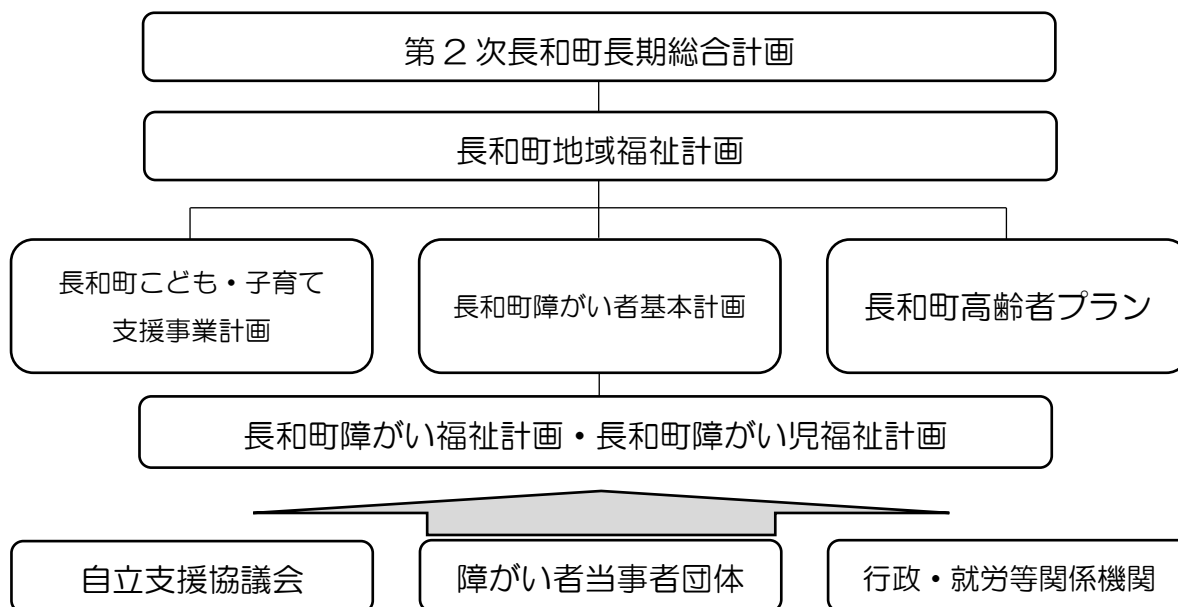 第２次長和町長期総合計画
長和町地域福祉計画
長和町こども・子育て
支援事業計画
長和町障がい者基本計画
長和町高齢者プラン
長和町障がい福祉計画・長和町障がい児福祉計画
自立支援協議会
障がい者当事者団体
行政・就労等関係機関